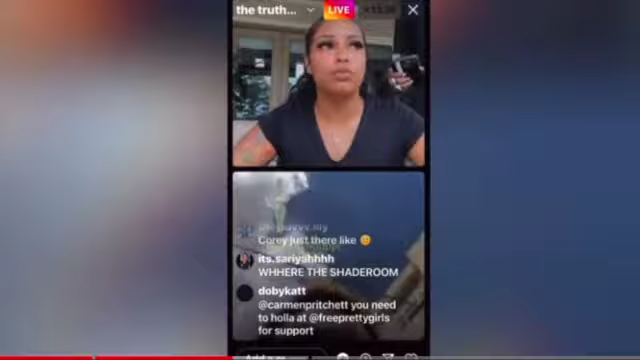 the truth...
LIVE
Corey just there like 🙂
its.sariyahhhh
WHHERE THE SHADEROOM
dobykatt
@carmenpritchett you need
to holla at @freeprettygirls
for support